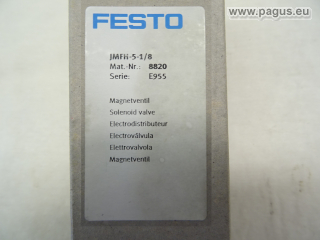 www.pagus.eu
FESTO
JMFH-5-1/8
Mat.-Nr.: 8820
Serie: E955
Magnetventil
Solenoid valve
Electrodistributeur
Electroválvula
Elettrovalvola
Magnetventil